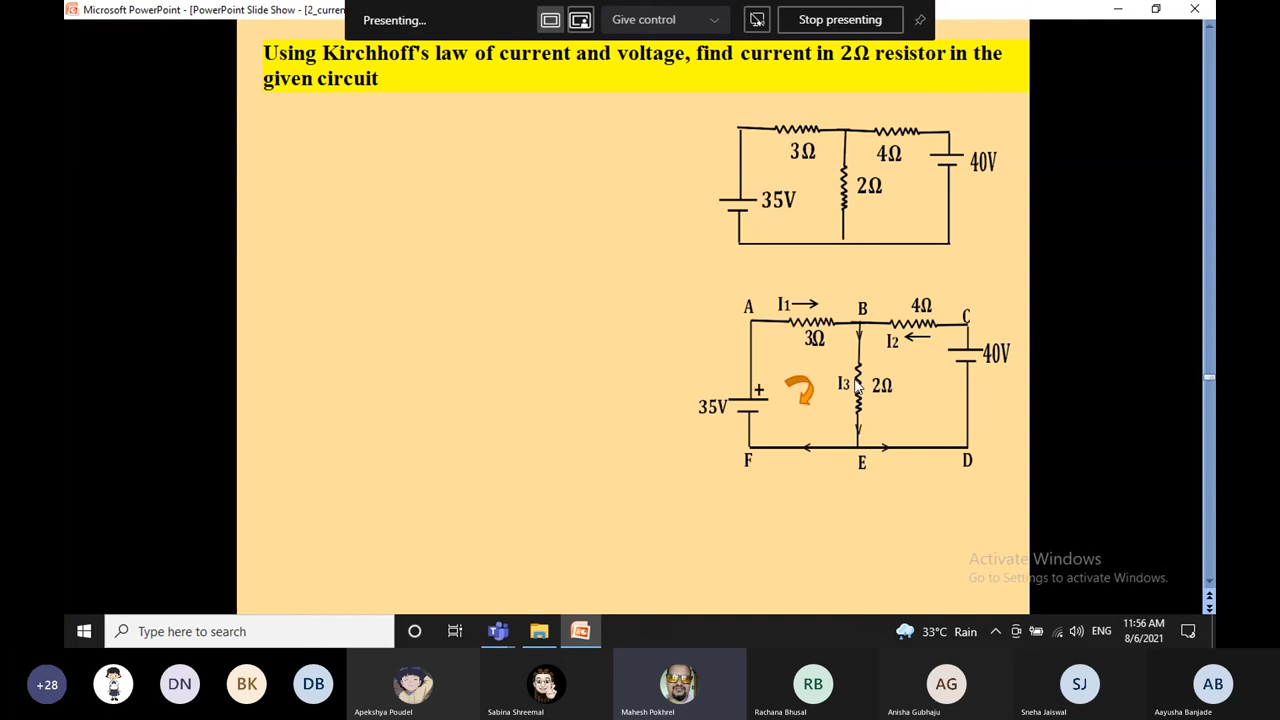 Microsoft PowerPoint - [PowerPoint Slide Show - [2_curren
Presenting...
Give control
Stop presenting
Using Kirchhoff's law of current and voltage, find current in 2Ω resistor in the
given circuit
3Ω
4Ω
40V
2Ω
35V
A
I1
B
4Ω
C
3Ω
I2
40V
+
I3
2Ω
35V
F
E
D
Activate Windows
Go to Settings to activate Windows.
Type here to search
33°C Rain
ENG
11:56 AM
8/6/2021
+28
DN
BK
DB
RB
AG
SJ
AB
Apekshya Poudel
Sabina Shreemal
Mahesh Pokhrel
Rachana Bhusal
Anisha Gubhaju
Sneha Jaiswal
Aayusha Banjade